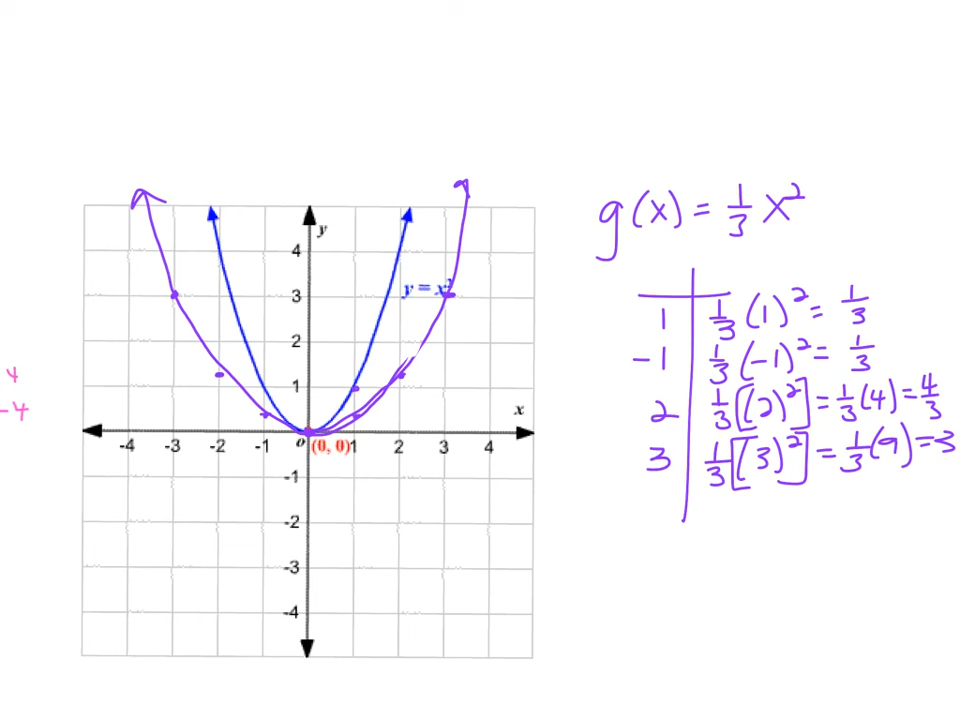 g(x) = 1/3 x²
1 | 1/3 (1)² = 1/3
-1 | 1/3 (-1)² = 1/3
2 | 1/3 [(2)²] = 1/3 (4) = 4/3
3 | 1/3 [(3)²] = 1/3 (9) = 3
4
-4
y
4
y = x²
3
2
1
x
-4 -3 -2 -1 o (0, 0) 1 2 3 4
-1
-2
-3
-4